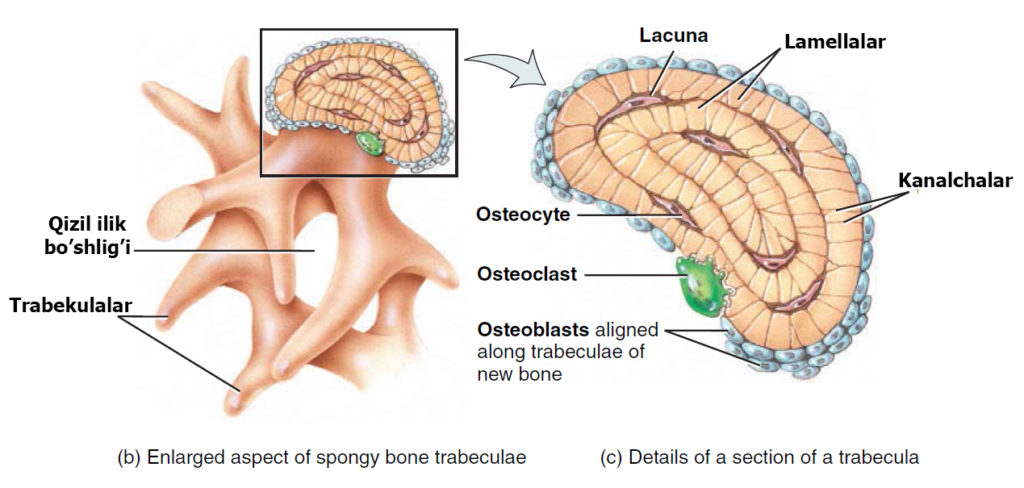 Lacuna
Lamellalar
Kanalchalar
Qizil ilik
bo'shlig'i
Osteocyte
Osteoclast
Trabekulalar
Osteoblasts aligned
along trabeculae of
new bone
(b) Enlarged aspect of spongy bone trabeculae
(c) Details of a section of a trabecula